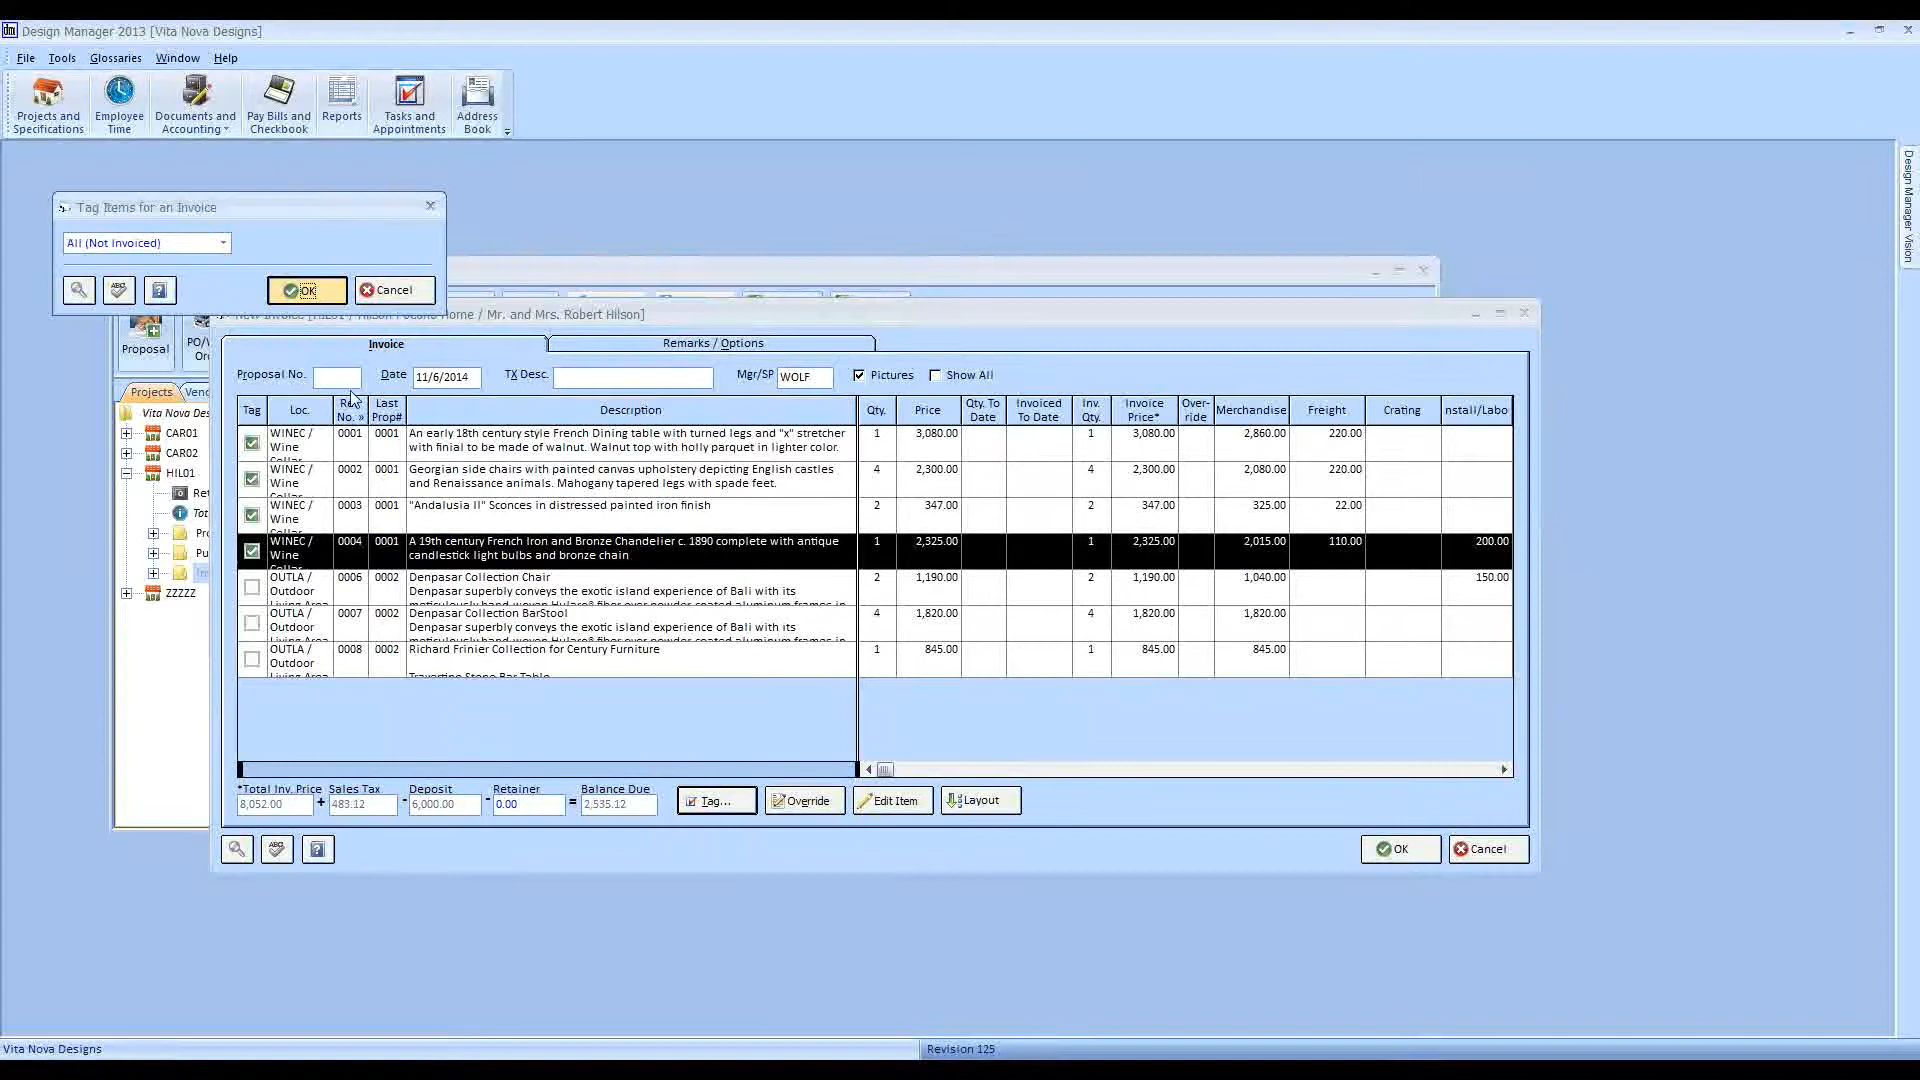 Design Manager 2013 [Vita Nova Designs]
File Tools Glossaries Window Help
Projects and Specifications
Employee Time
Documents and Accounting
Pay Bills and Checkbook
Reports
Tasks and Appointments
Address Book
Design Manager Vision
Tag Items for an Invoice
All (Not Invoiced)
OK
Cancel
Home / Mr. and Mrs. Robert Hilson]
Proposal
Projects
Vita Nova Des
CAR01
CAR02
HIL01
ZZZZZ
Invoice
Remarks / Options
Proposal No. Date 11/6/2014 TX Desc. Mgr/SP WOLF Pictures Show All
Tag Loc. No. » Last Prop# Description Qty. Price Qty. To Date Invoiced To Date Inv. Qty. Invoice Price* Over-ride Merchandise Freight Crating nstall/Labo
WINEC / 0001 0001 An early 18th century style French Dining table with turned legs and "x" stretcher 1 3,080.00 1 3,080.00 2,860.00 220.00
Wine with finial to be made of walnut. Walnut top with holly parquet in lighter color.
WINEC / 0002 0001 Georgian side chairs with painted canvas upholstery depicting English castles 4 2,300.00 4 2,300.00 2,080.00 220.00
Wine and Renaissance animals. Mahogany tapered legs with spade feet.
WINEC / 0003 0001 "Andalusia II" Sconces in distressed painted iron finish 2 347.00 2 347.00 325.00 22.00
Wine
WINEC / 0004 0001 A 19th century French Iron and Bronze Chandelier c. 1890 complete with antique 1 2,325.00 1 2,325.00 2,015.00 110.00 200.00
Wine candlestick light bulbs and bronze chain
OUTLA / 0006 0002 Denpasar Collection Chair 2 1,190.00 2 1,190.00 1,040.00 150.00
Outdoor Denpasar superbly conveys the exotic island experience of Bali with its
OUTLA / 0007 0002 Denpasar Collection BarStool 4 1,820.00 4 1,820.00 1,820.00
Outdoor Denpasar superbly conveys the exotic island experience of Bali with its
OUTLA / 0008 0002 Richard Frinier Collection for Century Furniture 1 845.00 1 845.00 845.00
Outdoor
*Total Inv. Price Sales Tax Deposit Retainer Balance Due
8,052.00 + 483.12 - 6,000.00 - 0.00 = 2,535.12 Tag... Override Edit Item Layout
OK Cancel
Vita Nova Designs Revision 125